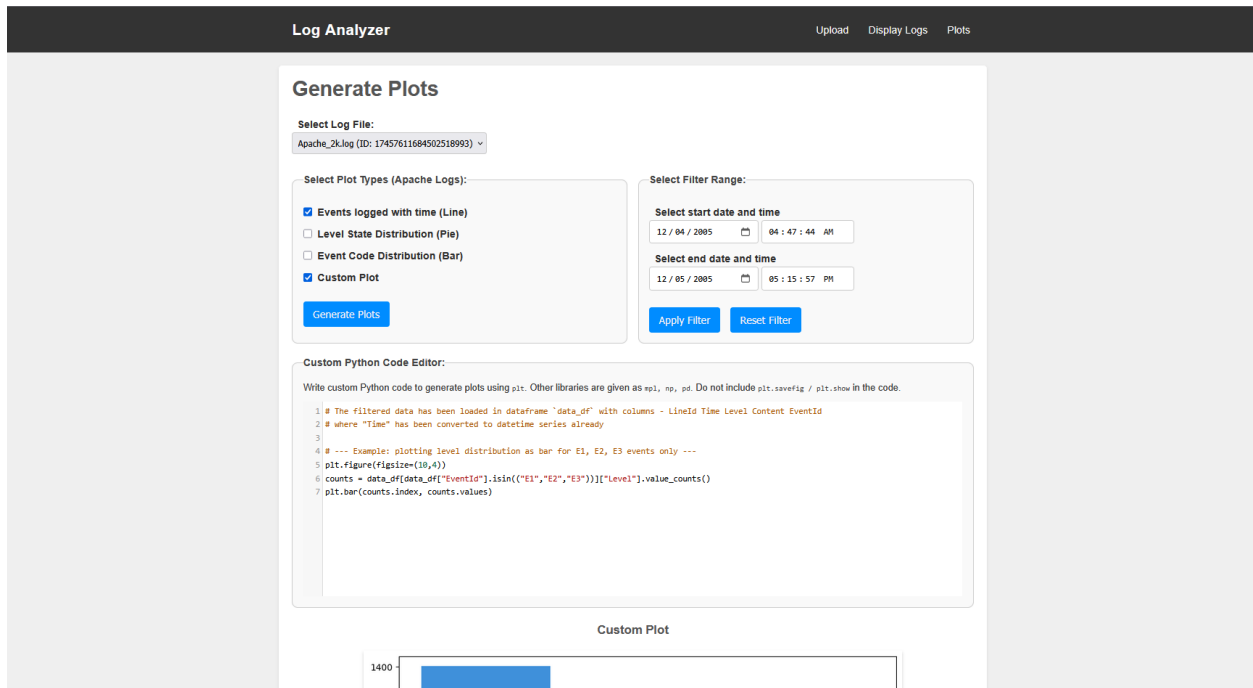 Log Analyzer
Upload Display Logs Plots
Generate Plots
Select Log File:
Apache_2k.log (ID: 17457611684502518993)
Select Plot Types (Apache Logs):
Events logged with time (Line)
Level State Distribution (Pie)
Event Code Distribution (Bar)
Custom Plot
Generate Plots
Select Filter Range:
Select start date and time
12/04/2005 04:47:44 AM
Select end date and time
12/05/2005 05:15:57 PM
Apply Filter Reset Filter
Custom Python Code Editor:
Write custom Python code to generate plots using plt. Other libraries are given as mpl, np, pd. Do not include plt.savefig / plt.show in the code.
1 # The filtered data has been loaded in dataframe `data_df` with columns - LineId Time Level Content EventId
2 # where "Time" has been converted to datetime series already
3
4 # --- Example: plotting level distribution as bar for E1, E2, E3 events only ---
5 plt.figure(figsize=(10,4))
6 counts = data_df[data_df["EventId"].isin(("E1","E2","E3"))]["Level"].value_counts()
7 plt.bar(counts.index, counts.values)
Custom Plot
1400